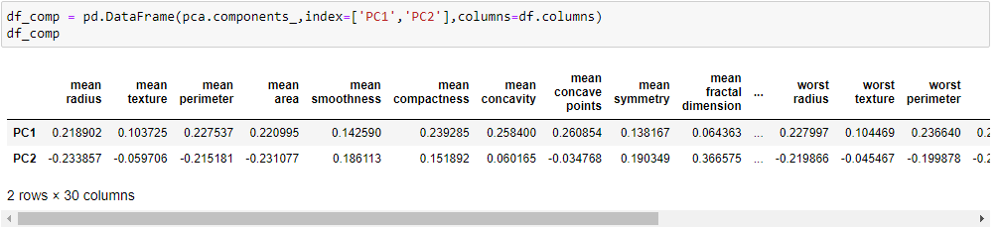 df_comp = pd.DataFrame(pca.components_,index=['PC1','PC2'],columns=df.columns)
df_comp
mean radius mean texture mean perimeter mean area mean smoothness mean compactness mean concavity mean concave points mean symmetry mean fractal dimension ... worst radius worst texture worst perimeter
PC1 0.218902 0.103725 0.227537 0.220995 0.142590 0.239285 0.258400 0.260854 0.138167 0.064363 ... 0.227997 0.104469 0.236640
PC2 -0.233857 -0.059706 -0.215181 -0.231077 0.186113 0.151892 0.060165 -0.034768 0.190349 0.366575 ... -0.219866 -0.045467 -0.199878
2 rows × 30 columns